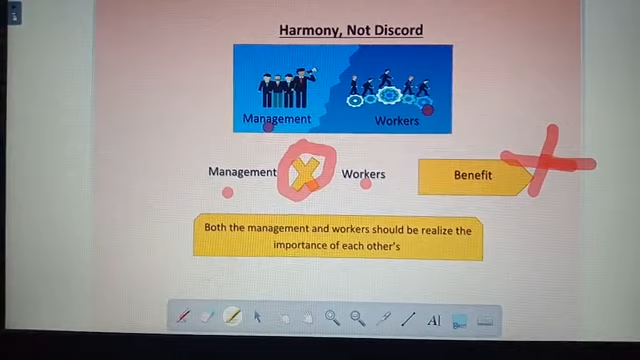 Harmony, Not Discord
Management
Workers
Management
Workers
Benefit
Both the management and workers should be realize the
importance of each other's
A